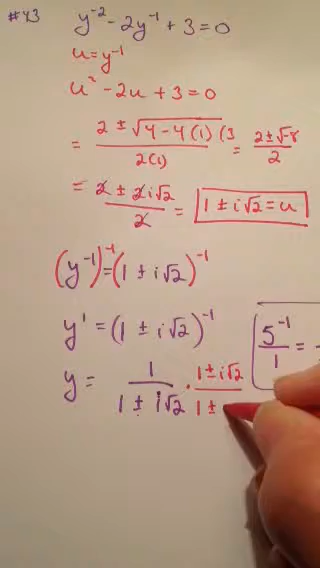 #43 y⁻² - 2y⁻¹ + 3 = 0
u = y⁻¹
u² - 2u + 3 = 0
= 2 ± √4 - 4(1)(3 / 2(1) = 2 ± √-8 / 2
= 2 ± 2i√2 / 2 = 1 ± i√2 = u
(y⁻¹)⁻¹ = (1 ± i√2)⁻¹
y¹ = (1 ± i√2)⁻¹
5⁻¹ / 1 =
y = 1 / 1 ± i√2 · 1 ± i√2 / 1 ±